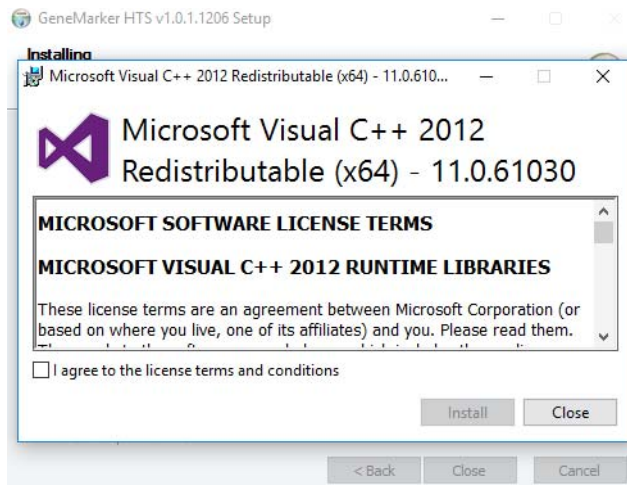 GeneMarker HTS v1.0.1.1206 Setup
Installing
Microsoft Visual C++ 2012 Redistributable (x64) - 11.0.610...
Microsoft Visual C++ 2012
Redistributable (x64) - 11.0.61030
MICROSOFT SOFTWARE LICENSE TERMS
MICROSOFT VISUAL C++ 2012 RUNTIME LIBRARIES
These license terms are an agreement between Microsoft Corporation (or
based on where you live, one of its affiliates) and you. Please read them.
I agree to the license terms and conditions
Install
Close
< Back
Close
Cancel